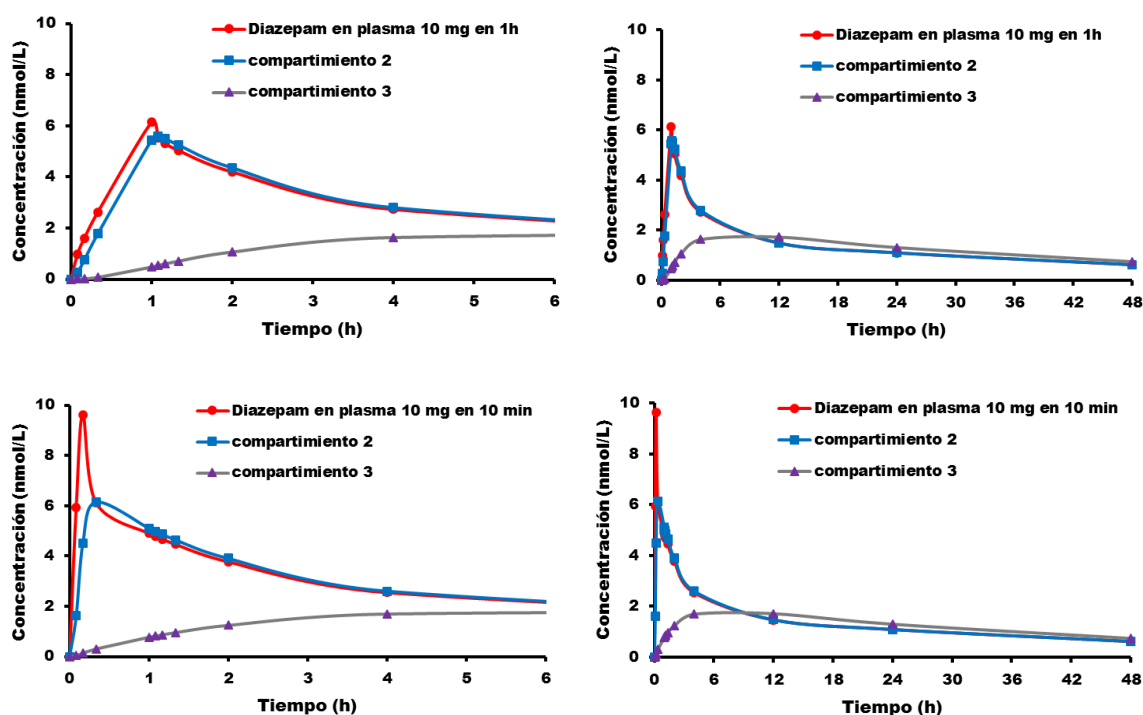 Concentración (nmol/L)
10
8
6
4
2
0
Diazepam en plasma 10 mg en 1h
compartimiento 2
compartimiento 3
0 1 2 3 4 5 6
Tiempo (h)
Concentración (nmol/L)
10
8
6
4
2
0
Diazepam en plasma 10 mg en 1h
compartimiento 2
compartimiento 3
0 6 12 18 24 30 36 42 48
Tiempo (h)
Concentración (nmol/L)
10
8
6
4
2
0
Diazepam en plasma 10 mg en 10 min
compartimiento 2
compartimiento 3
0 1 2 3 4 5 6
Tiempo (h)
Concentración (nmol/L)
10
8
6
4
2
0
Diazepam en plasma 10 mg en 10 min
compartimiento 2
compartimiento 3
0 6 12 18 24 30 36 42 48
Tiempo (h)